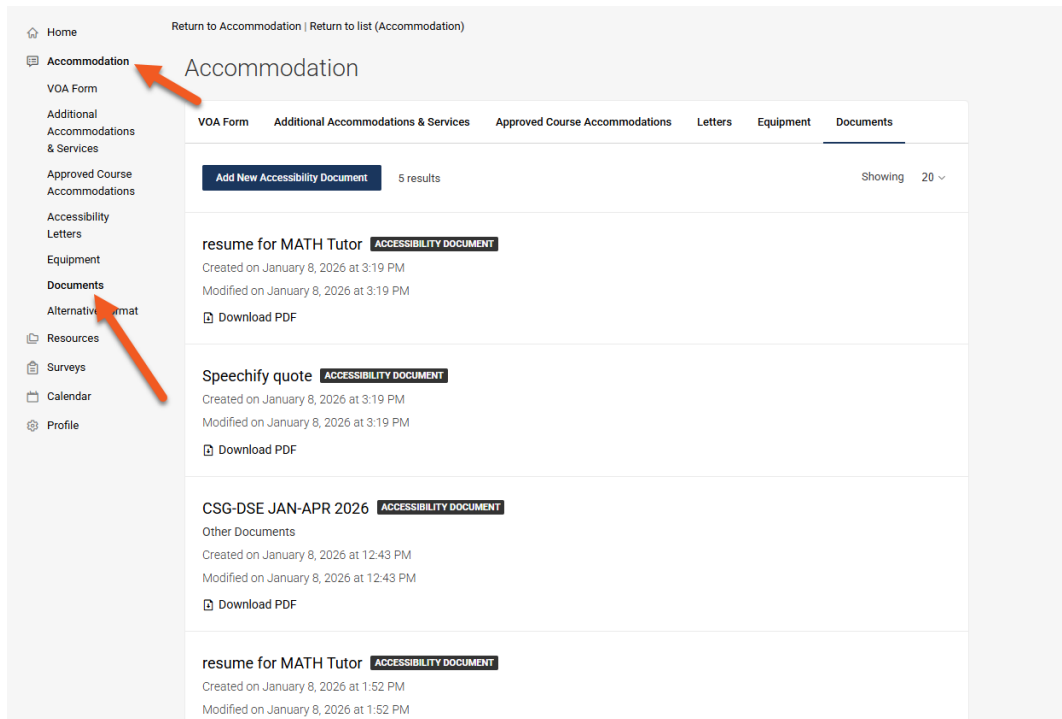 Home
Accommodation
VOA Form
Additional
Accommodations
& Services
Approved Course
Accommodations
Accessibility
Letters
Equipment
Documents
Resources
Surveys
Calendar
Profile
Return to Accommodation | Return to list (Accommodation)
Accommodation
VOA Form Additional Accommodations & Services Approved Course Accommodations Letters Equipment Documents
Add New Accessibility Document 5 results Showing 20
resume for MATH Tutor ACCESSIBILITY DOCUMENT
Created on January 8, 2026 at 3:19 PM
Modified on January 8, 2026 at 3:19 PM
Download PDF
Speechify quote ACCESSIBILITY DOCUMENT
Created on January 8, 2026 at 3:19 PM
Modified on January 8, 2026 at 3:19 PM
Download PDF
CSG-DSE JAN-APR 2026 ACCESSIBILITY DOCUMENT
Other Documents
Created on January 8, 2026 at 12:43 PM
Modified on January 8, 2026 at 12:43 PM
Download PDF
resume for MATH Tutor ACCESSIBILITY DOCUMENT
Created on January 8, 2026 at 1:52 PM
Modified on January 8, 2026 at 1:52 PM